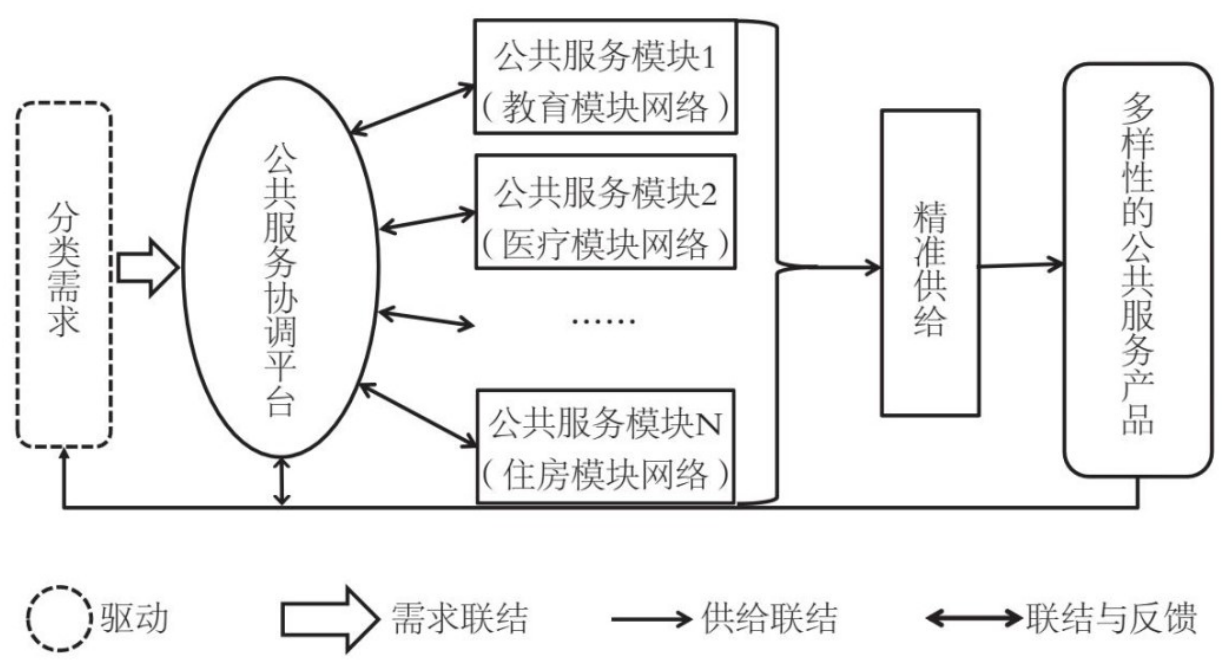 分类需求
公共服务协调平台
公共服务模块1
（教育模块网络）
公共服务模块2
（医疗模块网络）
……
公共服务模块N
（住房模块网络）
精准供给
多样性的公共服务产品
驱动
需求联结
供给联结
联结与反馈